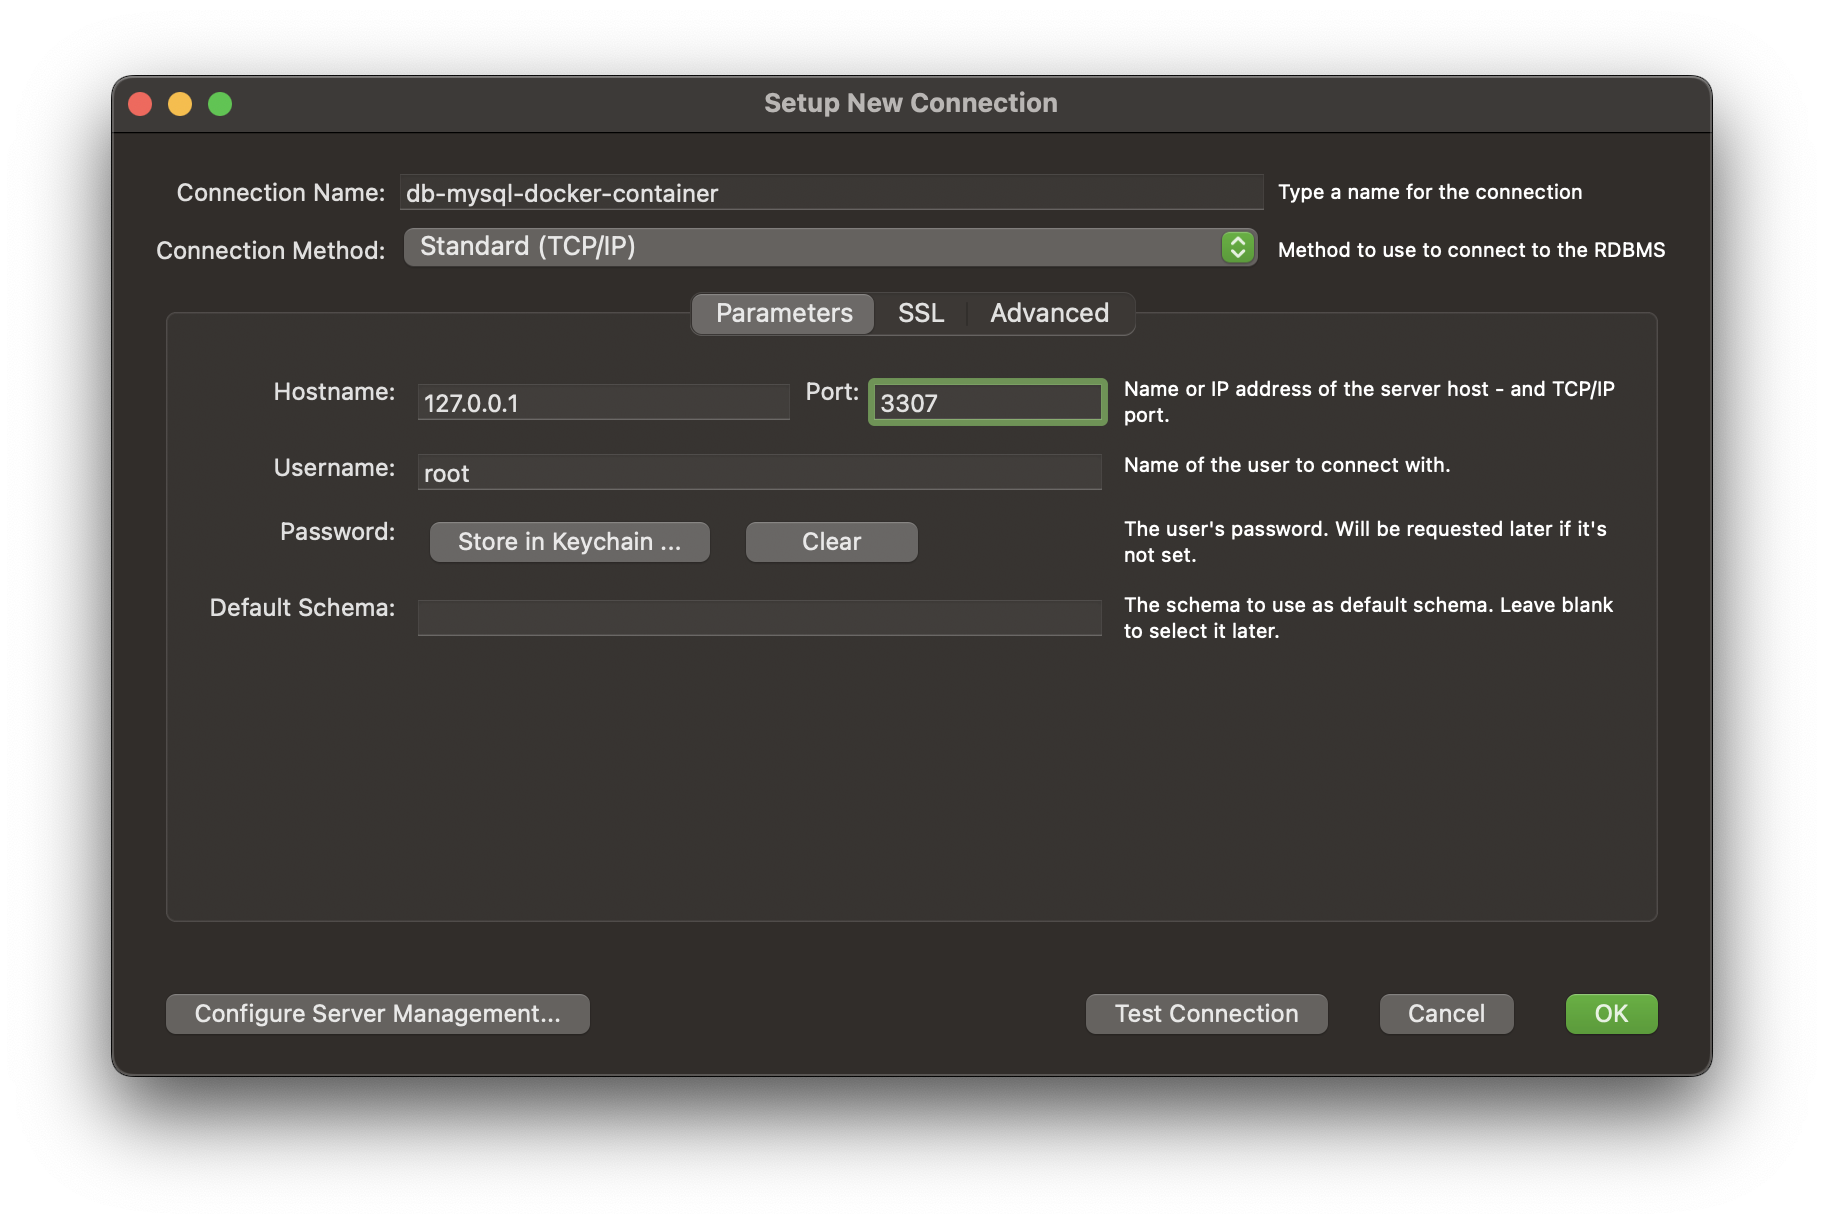 Setup New Connection
Connection Name: db-mysql-docker-container Type a name for the connection
Connection Method: Standard (TCP/IP) Method to use to connect to the RDBMS
Parameters SSL Advanced
Hostname: 127.0.0.1 Port: 3307 Name or IP address of the server host - and TCP/IP
port.
Username: root Name of the user to connect with.
Password: Store in Keychain ... Clear The user's password. Will be requested later if it's
not set.
Default Schema: The schema to use as default schema. Leave blank
to select it later.
Configure Server Management... Test Connection Cancel OK